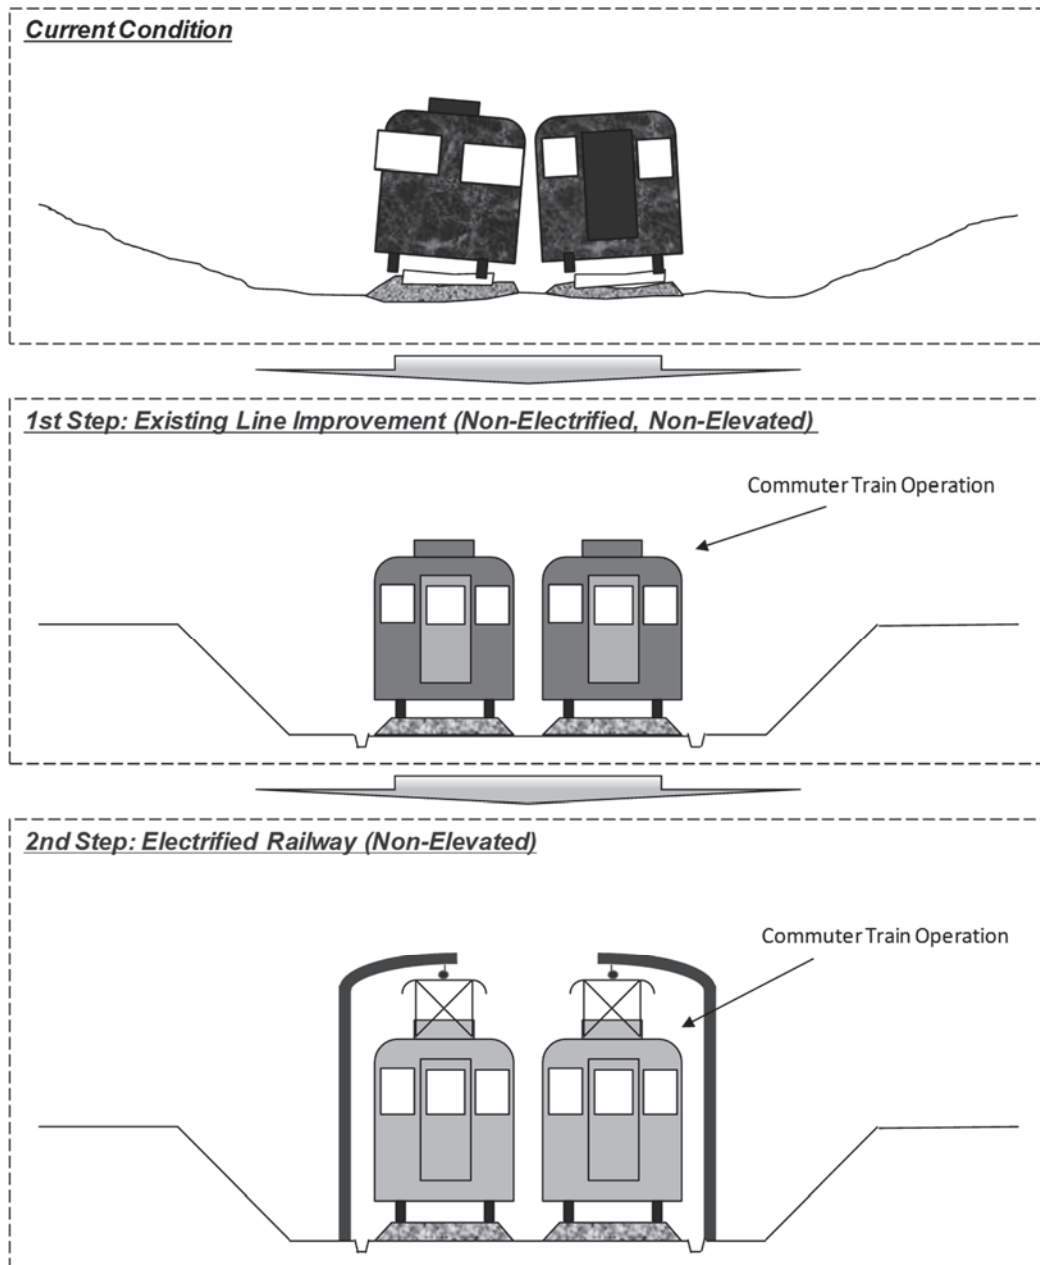 Current Condition
1st Step: Existing Line Improvement (Non-Electrified, Non-Elevated)
Commuter Train Operation
2nd Step: Electrified Railway (Non-Elevated)
Commuter Train Operation